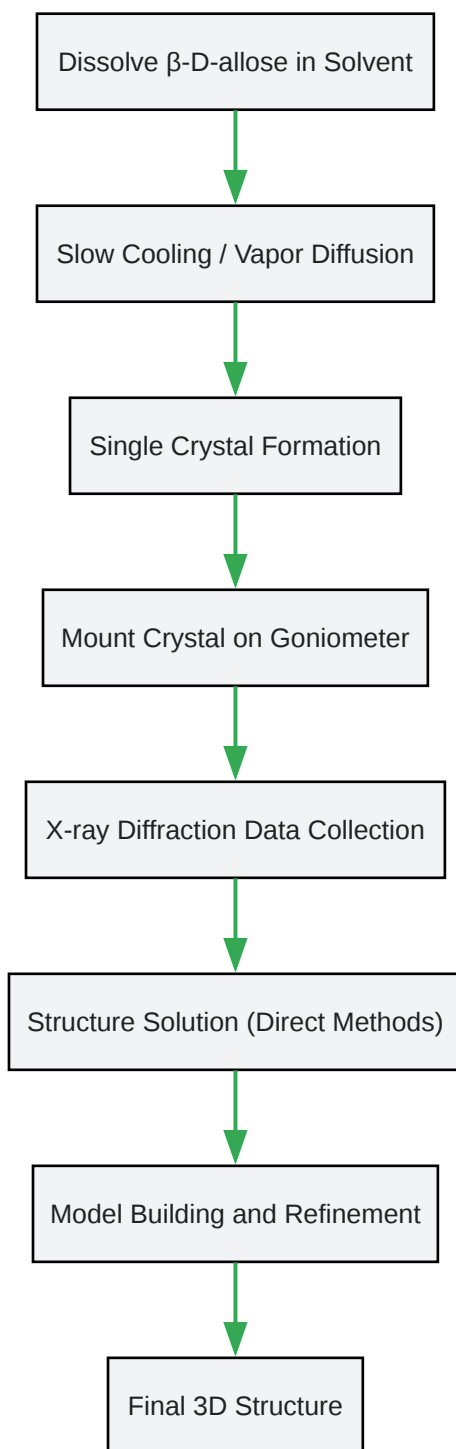 Dissolve β-D-allose in Solvent
Slow Cooling / Vapor Diffusion
Single Crystal Formation
Mount Crystal on Goniometer
X-ray Diffraction Data Collection
Structure Solution (Direct Methods)
Model Building and Refinement
Final 3D Structure